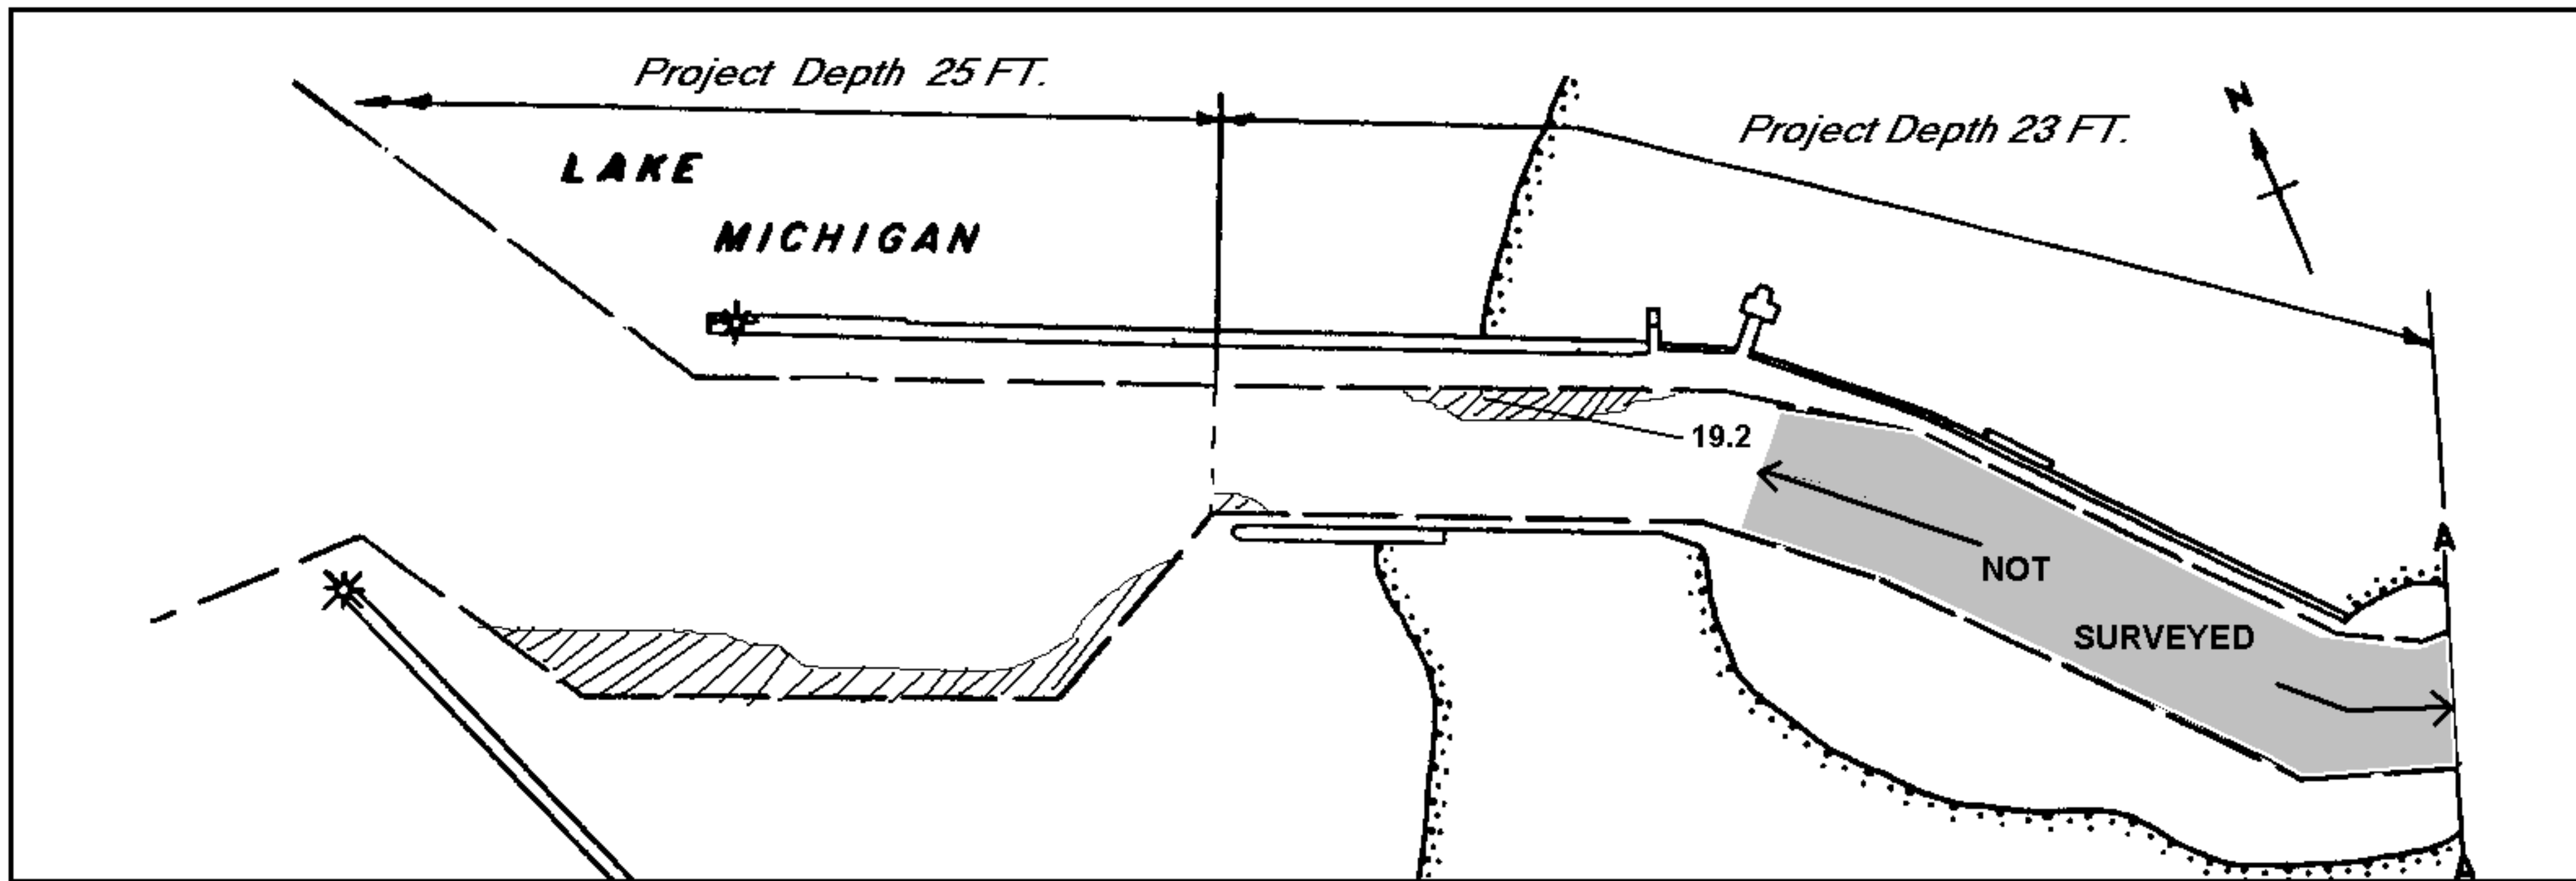 Project Depth 25 FT.
Project Depth 23 FT.
N
LAKE
MICHIGAN
19.2
NOT
SURVEYED
A
A